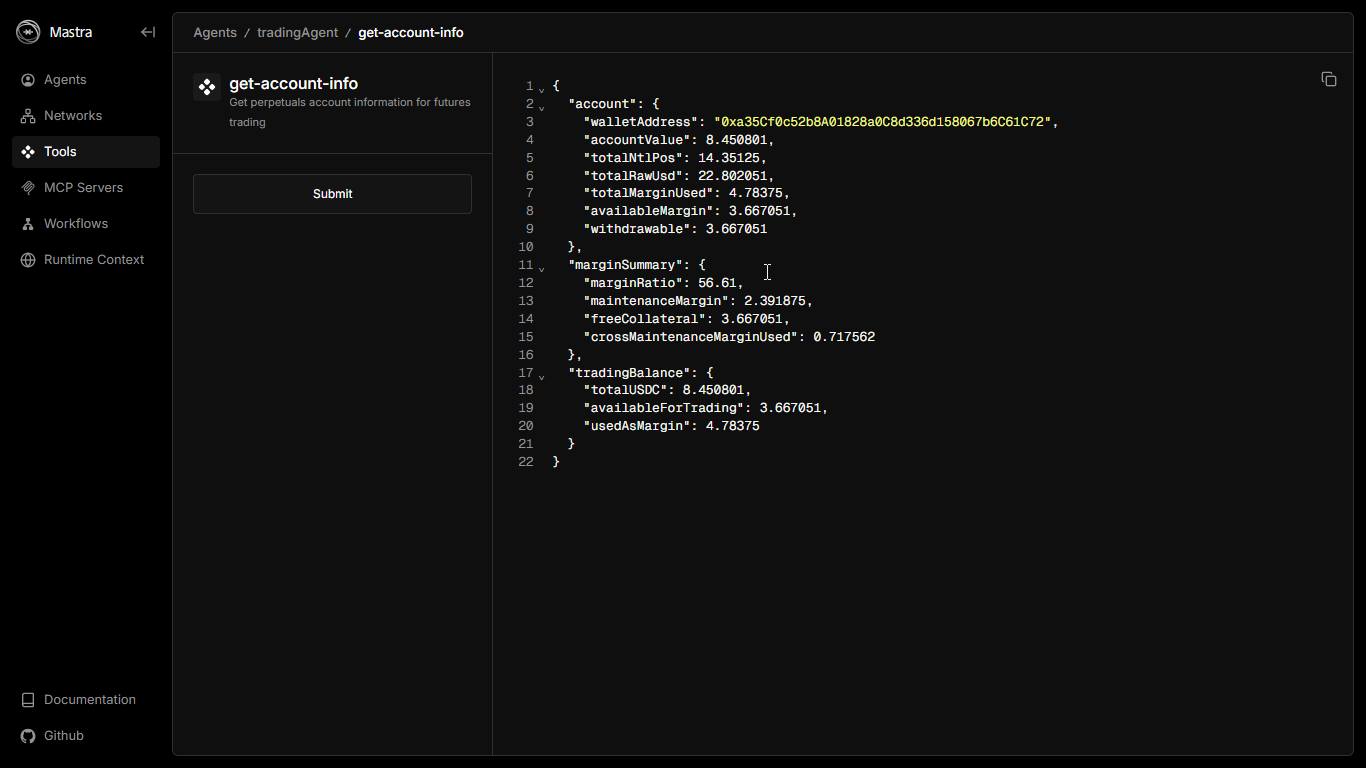 Mastra
Agents
Networks
Tools
MCP Servers
Workflows
Runtime Context
Documentation
Github
Agents / tradingAgent / get-account-info
get-account-info
Get perpetuals account information for futures
trading
Submit
1 {
2 "account": {
3 "walletAddress": "0xa35Cf0c52b8A01828a0C8d336d158067b6C61C72",
4 "accountValue": 8.450801,
5 "totalNtlPos": 14.35125,
6 "totalRawUsd": 22.802051,
7 "totalMarginUsed": 4.78375,
8 "availableMargin": 3.667051,
9 "withdrawable": 3.667051
10 },
11 "marginSummary": {
12 "marginRatio": 56.61,
13 "maintenanceMargin": 2.391875,
14 "freeCollateral": 3.667051,
15 "crossMaintenanceMarginUsed": 0.717562
16 },
17 "tradingBalance": {
18 "totalUSDC": 8.450801,
19 "availableForTrading": 3.667051,
20 "usedAsMargin": 4.78375
21 }
22 }